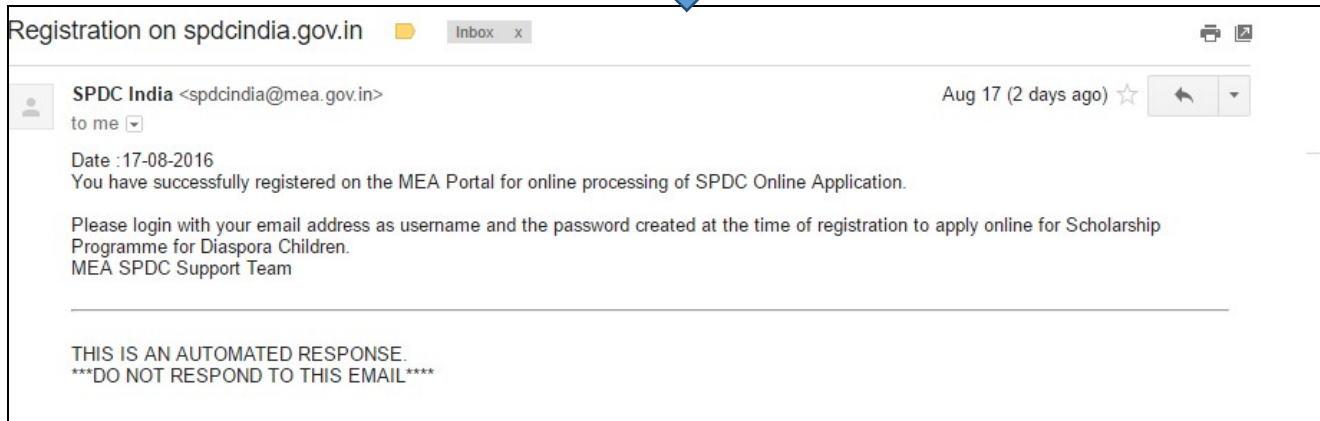 Registration on spdcindia.gov.in Inbox x
SPDC India <spdcindia@mea.gov.in> Aug 17 (2 days ago)
to me
Date :17-08-2016
You have successfully registered on the MEA Portal for online processing of SPDC Online Application.
Please login with your email address as username and the password created at the time of registration to apply online for Scholarship
Programme for Diaspora Children.
MEA SPDC Support Team
THIS IS AN AUTOMATED RESPONSE.
***DO NOT RESPOND TO THIS EMAIL****